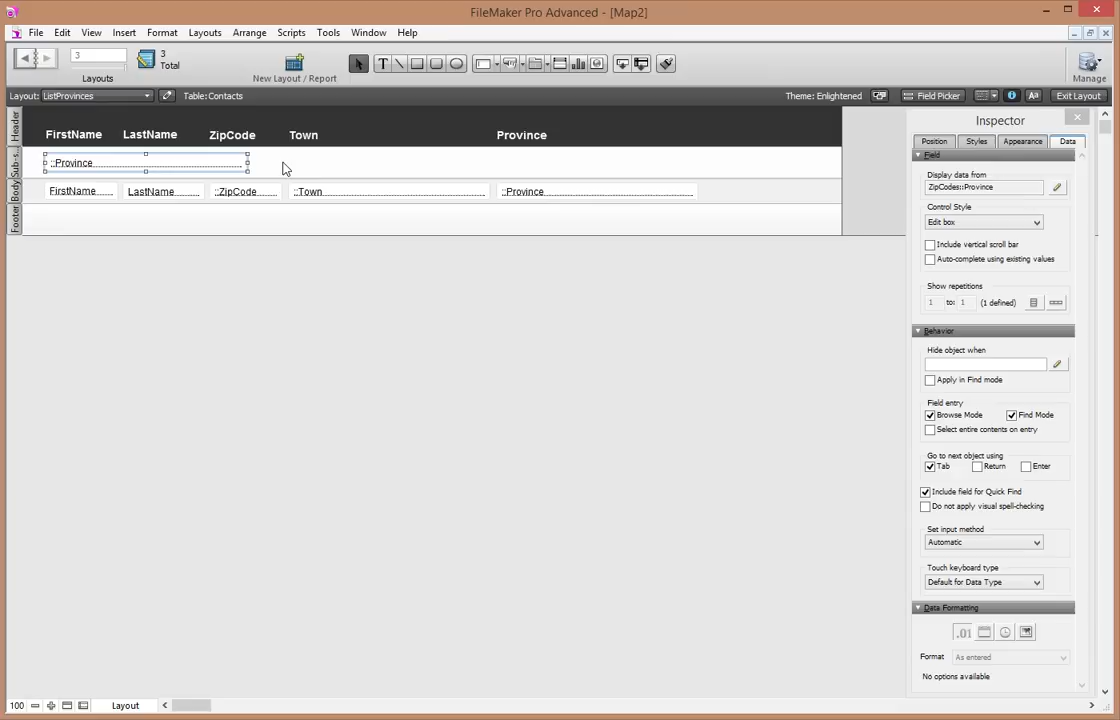 FileMaker Pro Advanced - [Map2]
File Edit View Insert Format Layouts Arrange Scripts Tools Window Help
3
3
Total
Layouts
New Layout / Report
Manage
Layout: ListProvinces
Table: Contacts
Theme: Enlightened
Field Picker
Aa
Exit Layout
Header
FirstName LastName ZipCode Town Province
Sub-s...
::Province
Body
FirstName LastName ::ZipCode ::Town ::Province
Footer
Inspector
Position Styles Appearance Data
Field
Display data from
ZipCodes::Province
Control Style
Edit box
Include vertical scroll bar
Auto-complete using existing values
Show repetitions
1 to: 1 (1 defined)
Behavior
Hide object when
Apply in Find mode
Field entry
Browse Mode Find Mode
Select entire contents on entry
Go to next object using
Tab Return Enter
Include field for Quick Find
Do not apply visual spell-checking
Set input method
Automatic
Touch keyboard type
Default for Data Type
Data Formatting
.01
Format As entered
No options available
100 Layout